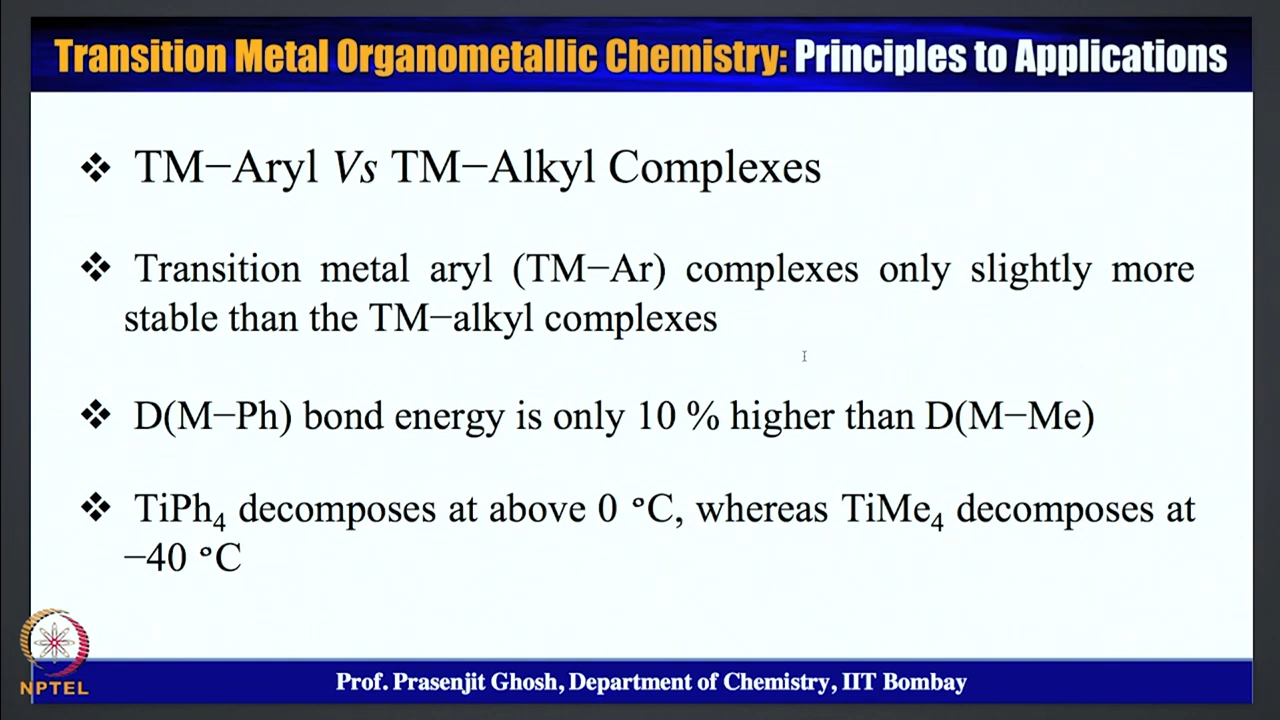 Transition Metal Organometallic Chemistry: Principles to Applications
❖ TM−Aryl Vs TM−Alkyl Complexes
❖ Transition metal aryl (TM−Ar) complexes only slightly more
stable than the TM−alkyl complexes
❖ D(M−Ph) bond energy is only 10 % higher than D(M−Me)
❖ TiPh₄ decomposes at above 0 °C, whereas TiMe₄ decomposes at
−40 °C
NPTEL
Prof. Prasenjit Ghosh, Department of Chemistry, IIT Bombay